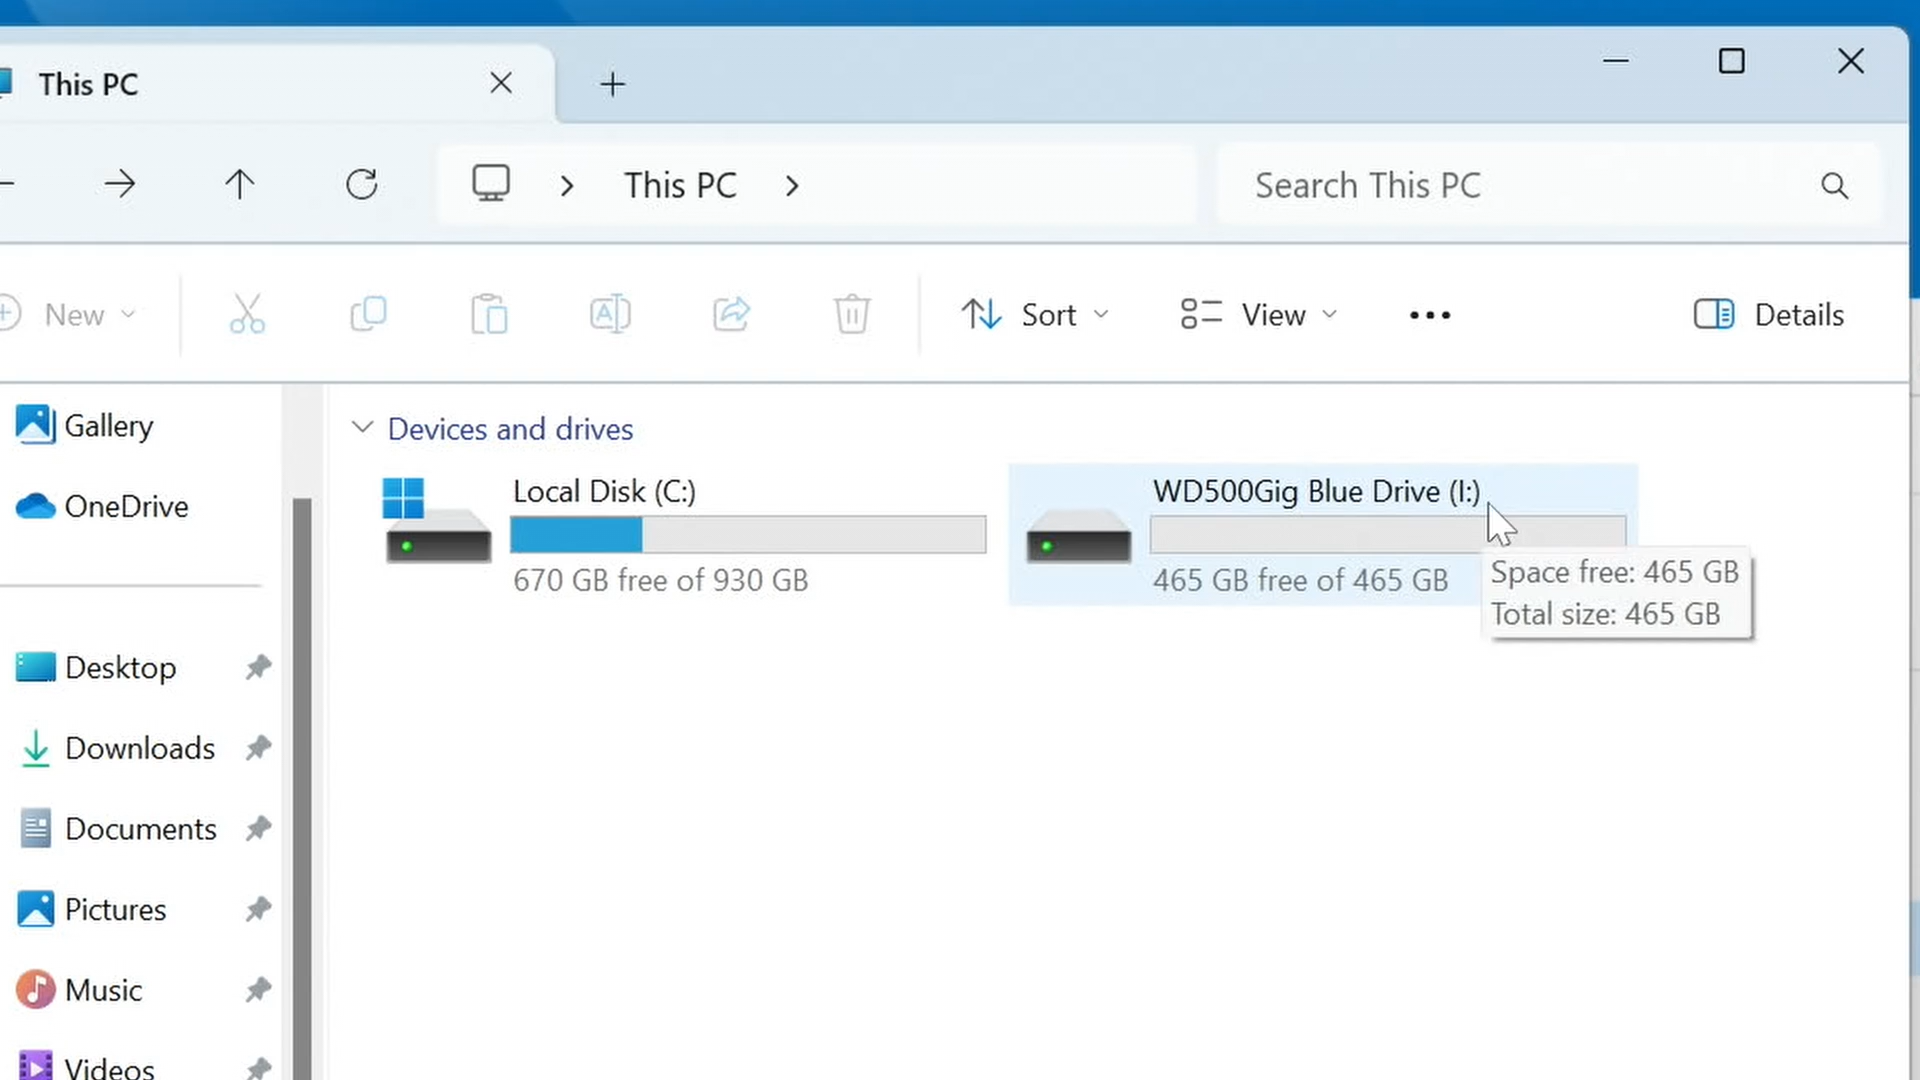 This PC
This PC
Search This PC
New
Sort
View
Details
Gallery
OneDrive
Desktop
Downloads
Documents
Pictures
Music
Videos
Devices and drives
Local Disk (C:)
670 GB free of 930 GB
WD500Gig Blue Drive (I:)
465 GB free of 465 GB
Space free: 465 GB
Total size: 465 GB